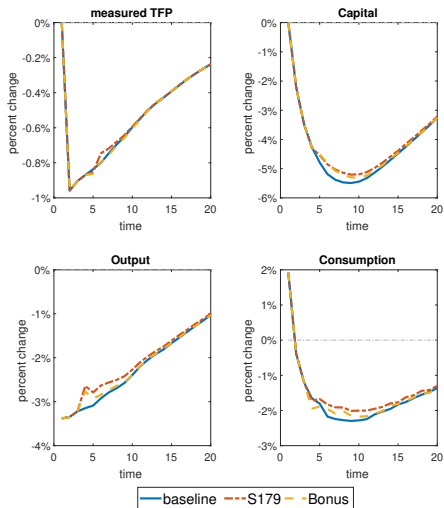 measured TFP
percent change
0%
-0.2%
-0.4%
-0.6%
-0.8%
-1%
0 5 10 15 20
time
Capital
percent change
0%
-1%
-2%
-3%
-4%
-5%
-6%
0 5 10 15 20
time
Output
percent change
0%
-1%
-2%
-3%
-4%
0 5 10 15 20
time
Consumption
percent change
2%
1%
0%
-1%
-2%
-3%
0 5 10 15 20
time
baseline S179 Bonus